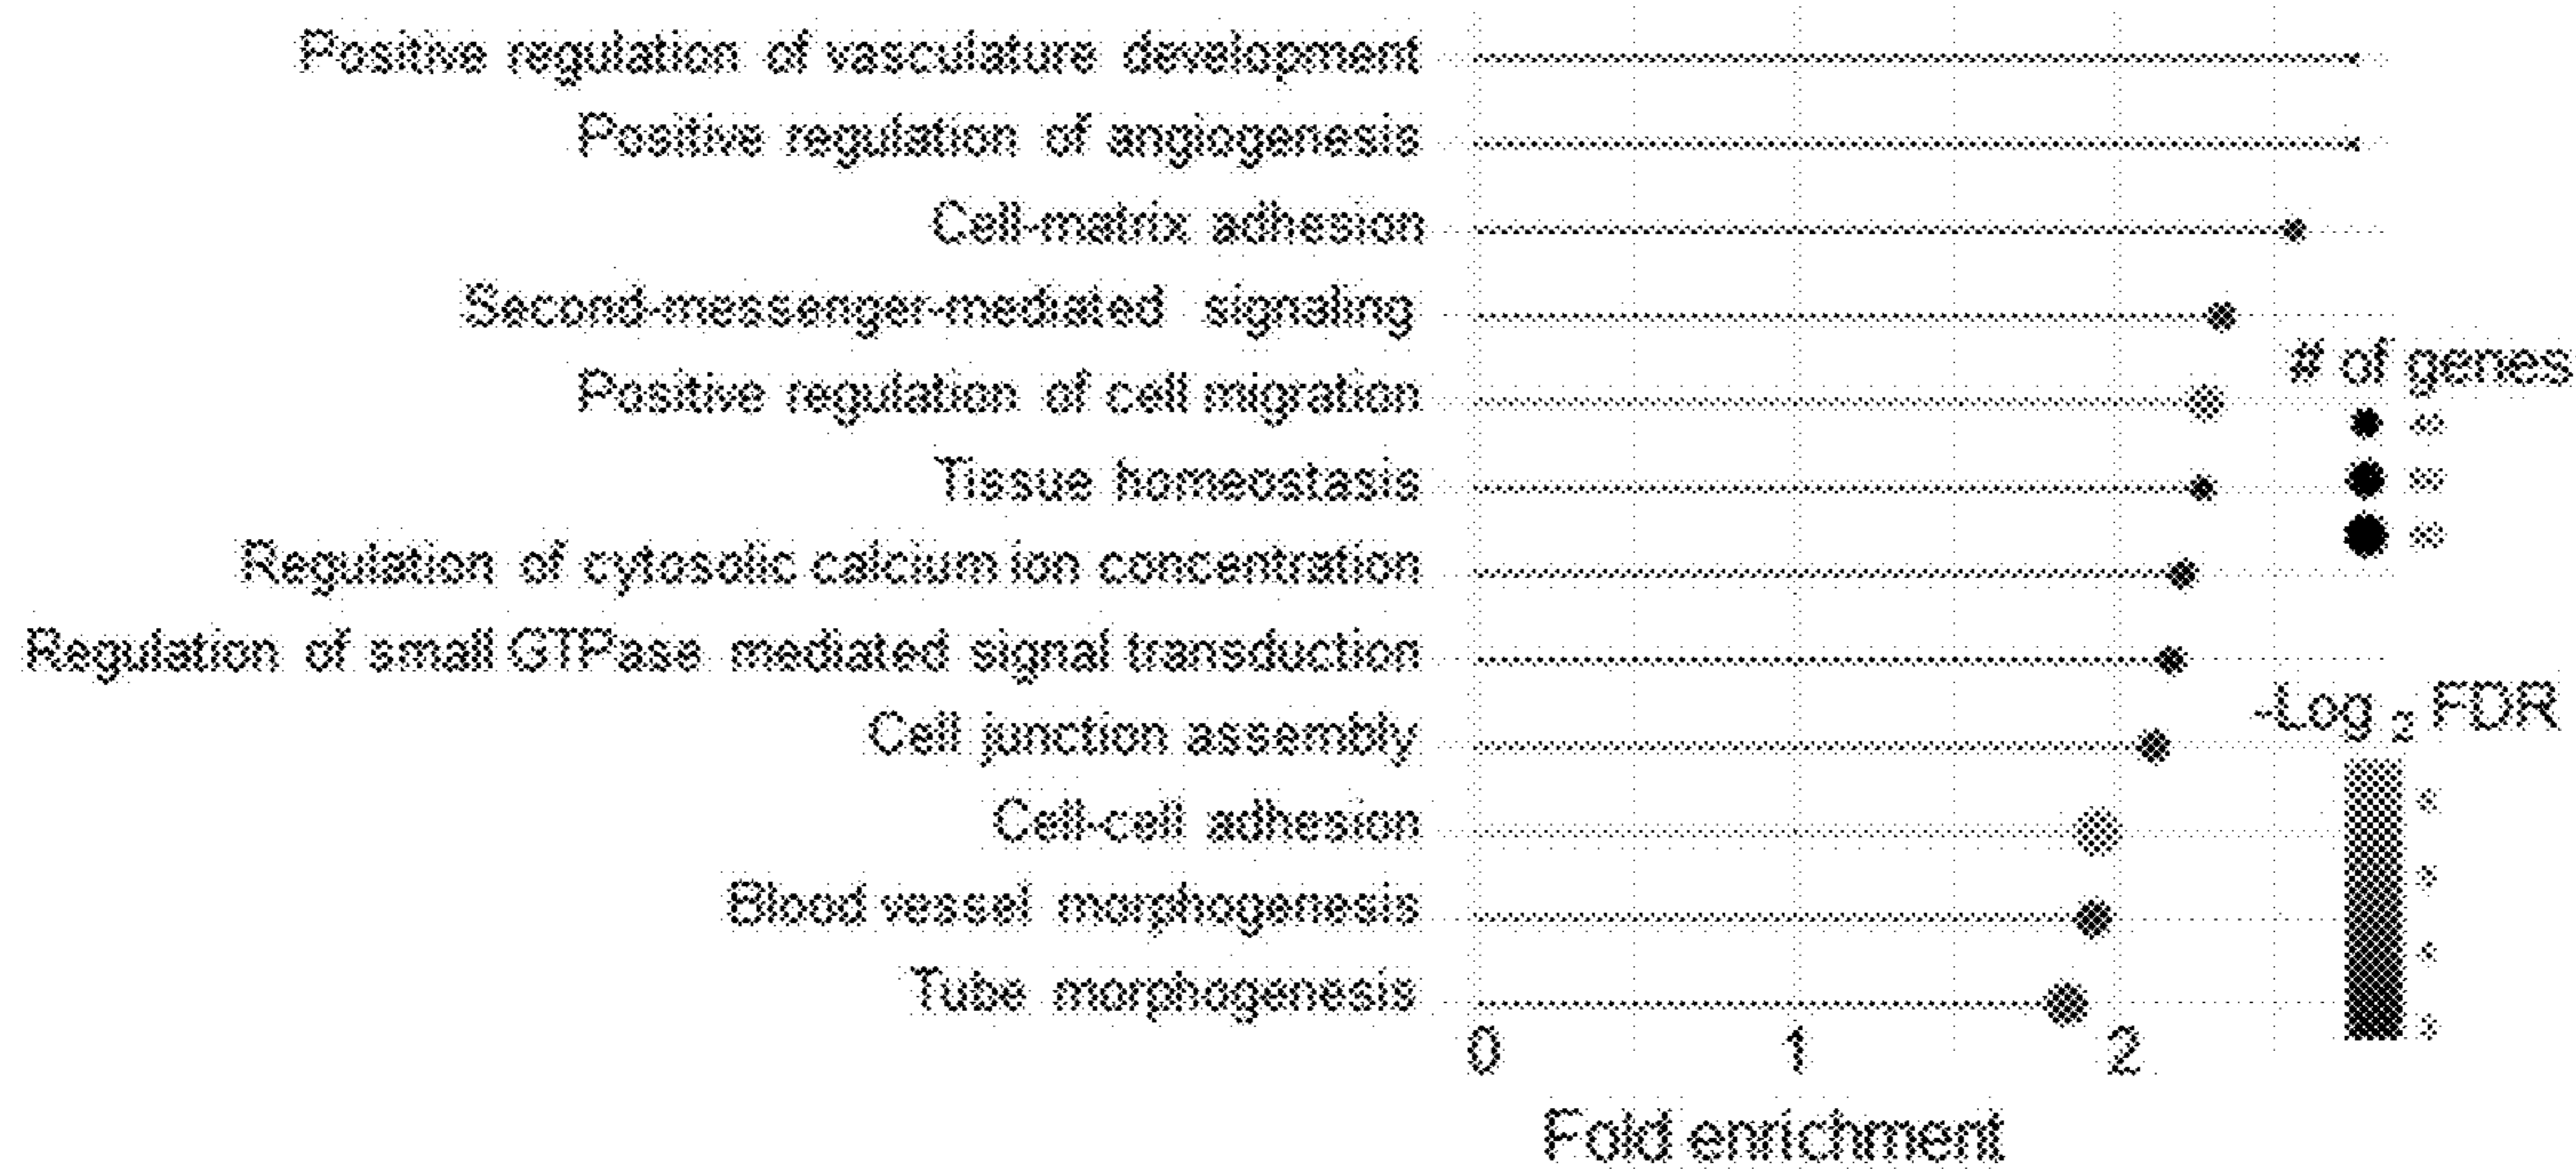 Positive regulation of vasculature development
Positive regulation of angiogenesis
Cell-matrix adhesion
Second-messenger-mediated signaling
Positive regulation of cell migration
Tissue homeostasis
Regulation of cytosolic calcium ion concentration
Regulation of small GTPase mediated signal transduction
Cell junction assembly
Cell-cell adhesion
Blood vessel morphogenesis
Tube morphogenesis
0 1 2
Fold enrichment
# of genes
-Log 2 FDR